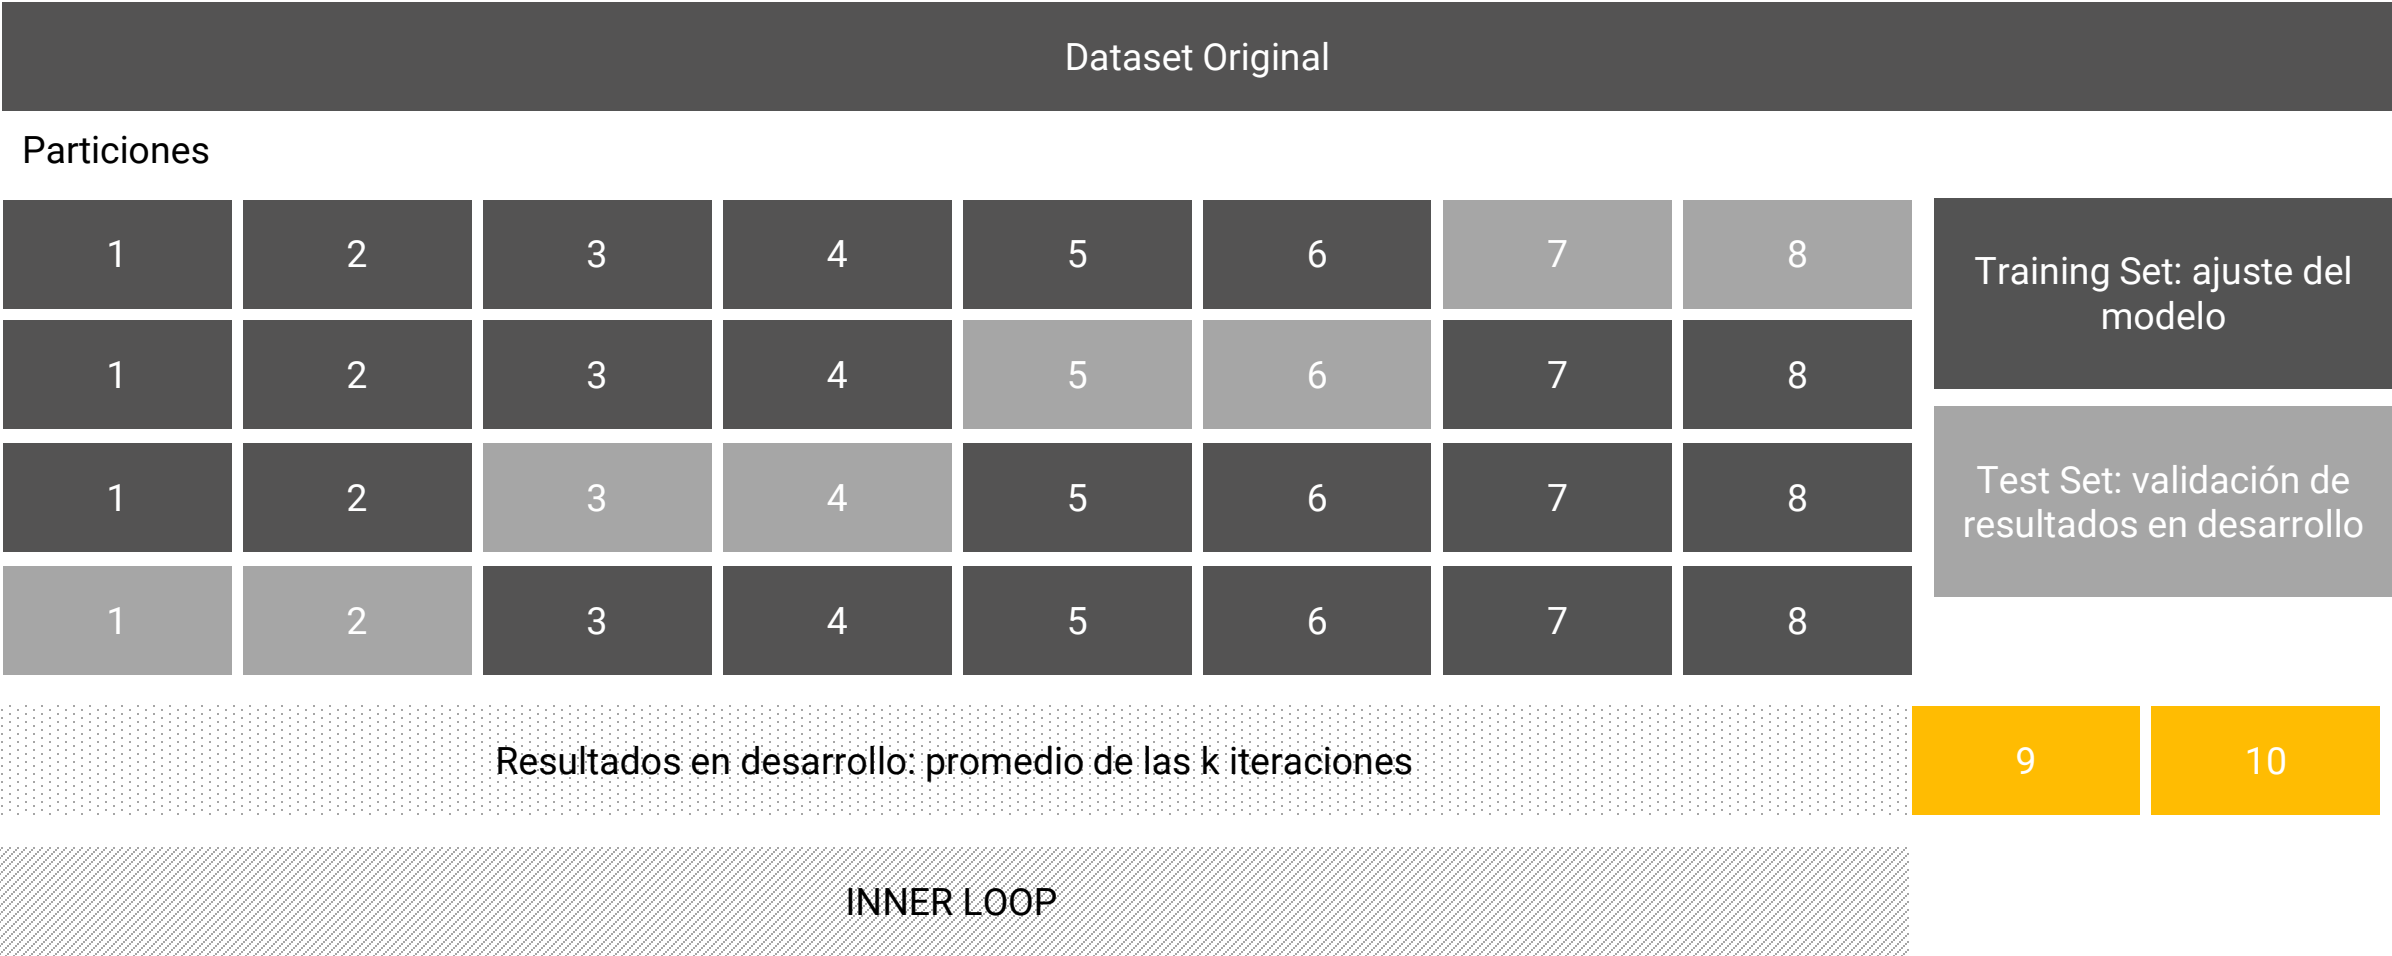 Dataset Original
Particiones
1 2 3 4 5 6 7 8
1 2 3 4 5 6 7 8
1 2 3 4 5 6 7 8
1 2 3 4 5 6 7 8
Training Set: ajuste del
modelo
Test Set: validación de
resultados en desarrollo
Resultados en desarrollo: promedio de las k iteraciones
9 10
INNER LOOP